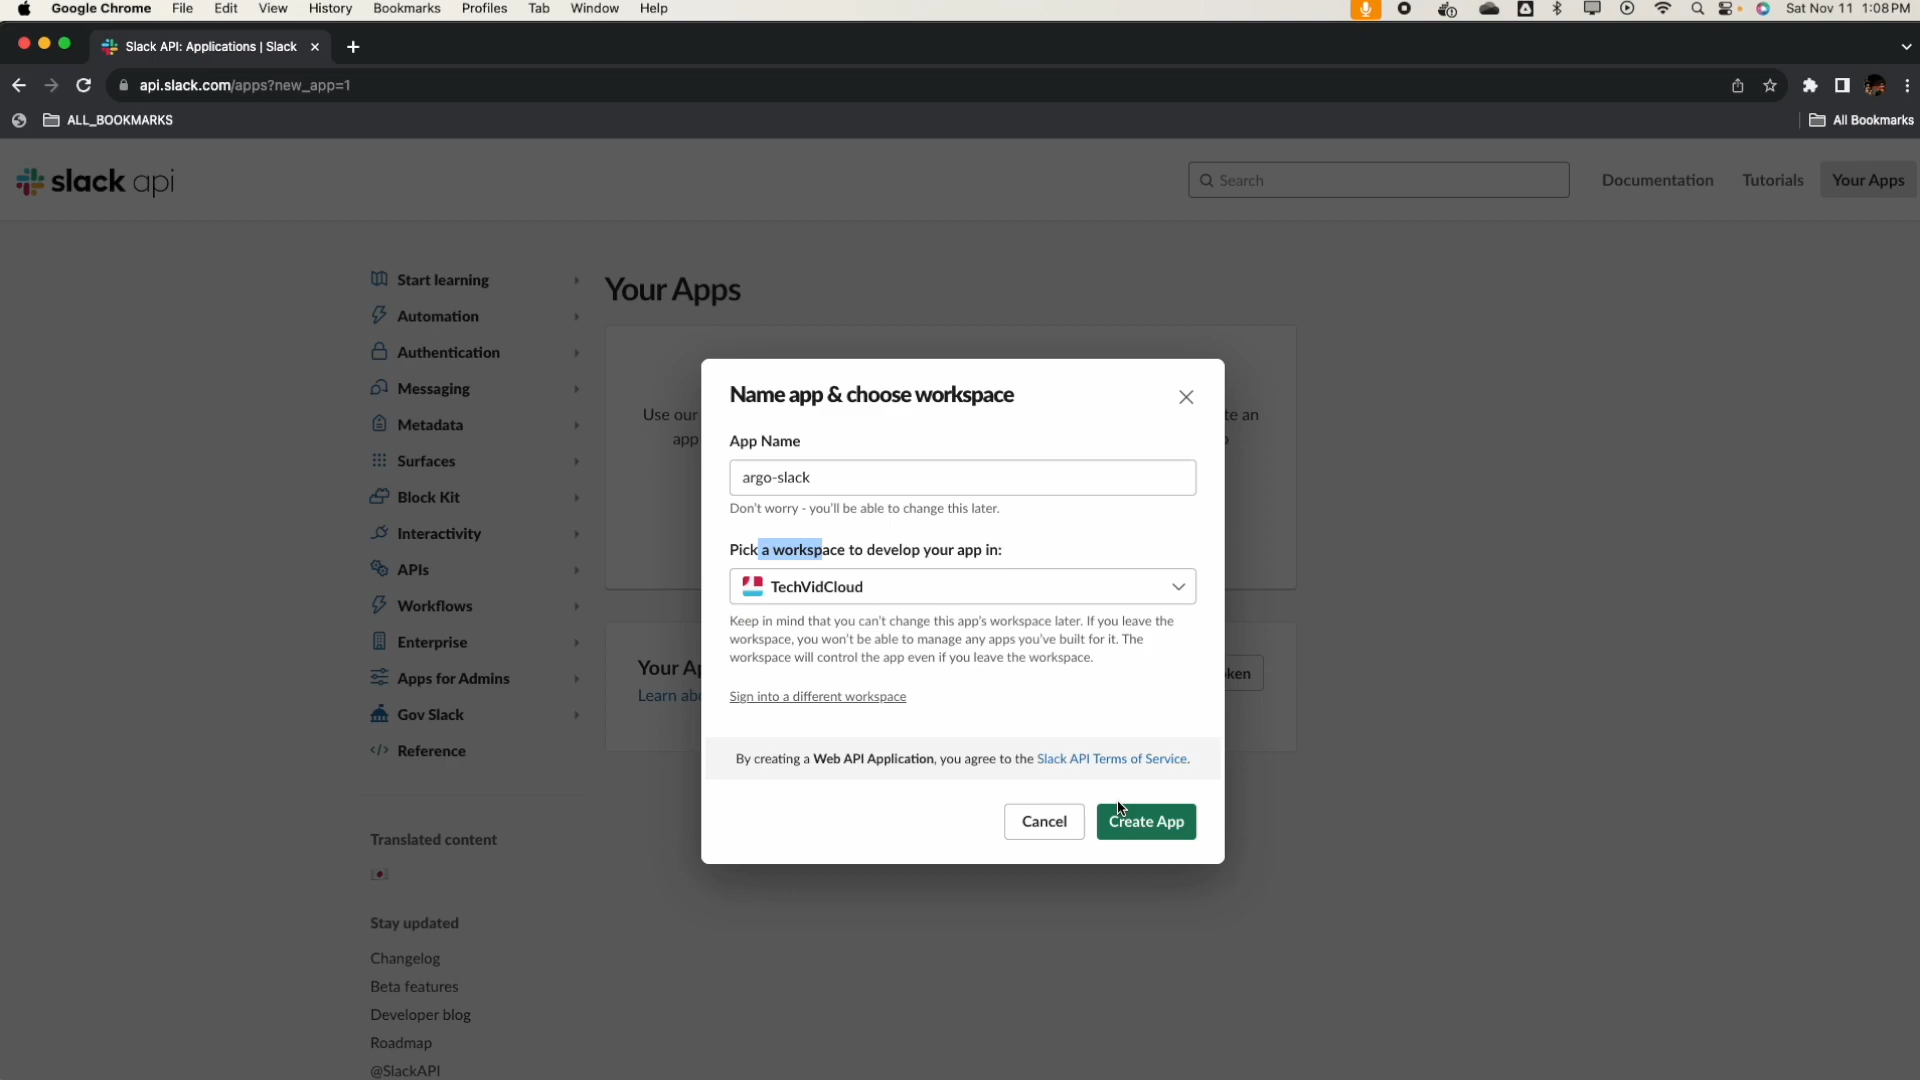 Google Chrome File Edit View History Bookmarks Profiles Tab Window Help Sat Nov 11 1:08 PM
Slack API: Applications | Slack
api.slack.com/apps?new_app=1
ALL_BOOKMARKS All Bookmarks
slack api Search Documentation Tutorials Your Apps
Start learning
Automation
Authentication
Messaging
Metadata
Surfaces
Block Kit
Interactivity
APIs
Workflows
Enterprise
Apps for Admins
Gov Slack
Reference
Translated content
Stay updated
Changelog
Beta features
Developer blog
Roadmap
@SlackAPI
Your Apps
Use our
te an
app
Your Ap
Learn abo
ken
Name app & choose workspace
App Name
argo-slack
Don't worry - you'll be able to change this later.
Pick a workspace to develop your app in:
TechVidCloud
Keep in mind that you can't change this app's workspace later. If you leave the
workspace, you won't be able to manage any apps you've built for it. The
workspace will control the app even if you leave the workspace.
Sign into a different workspace
By creating a Web API Application, you agree to the Slack API Terms of Service.
Cancel Create App